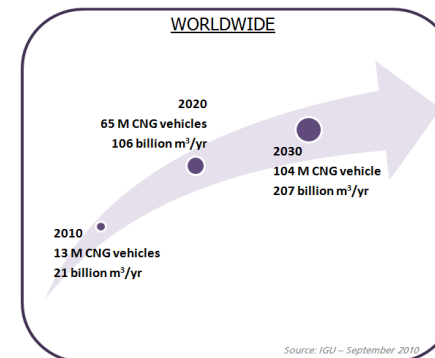 WORLDWIDE
2020
65 M CNG vehicles
106 billion m³/yr
2030
104 M CNG vehicle
207 billion m³/yr
2010
13 M CNG vehicles
21 billion m³/yr
Source: IGU – September 2010